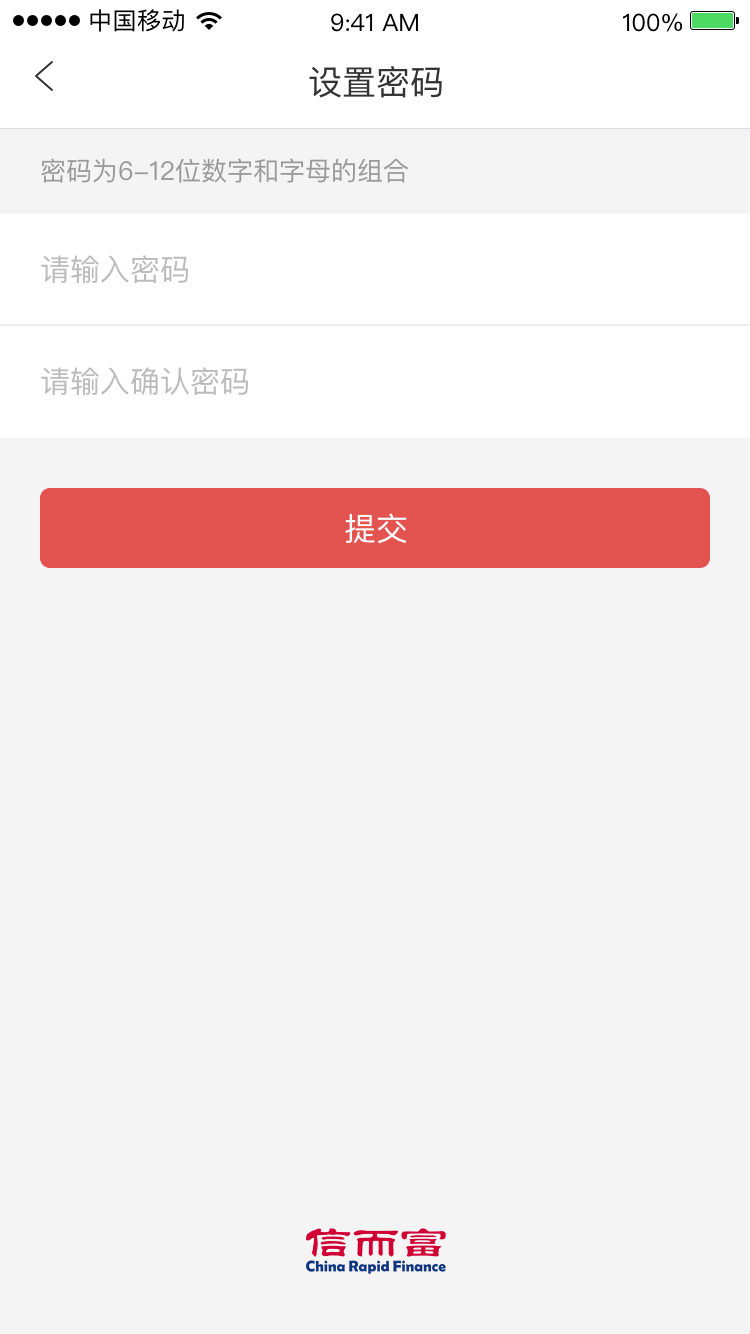 中国移动 9:41 AM 100%
设置密码
密码为6-12位数字和字母的组合
请输入密码
请输入确认密码
提交
信而富
China Rapid Finance